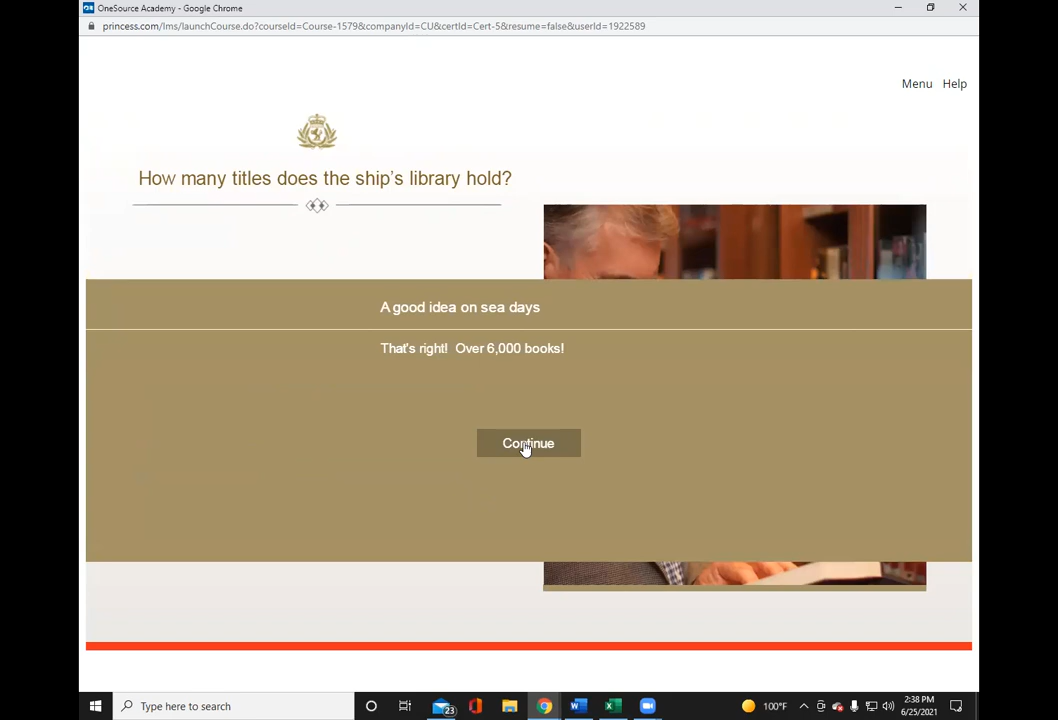 OneSource Academy - Google Chrome
princess.com/lms/launchCourse.do?courseId=Course-1579&companyId=CU&certId=Cert-5&resume=false&userId=1922589
Menu Help
How many titles does the ship's library hold?
A good idea on sea days
That's right! Over 6,000 books!
Continue
Type here to search
23
100°F
2:38 PM
6/25/2021